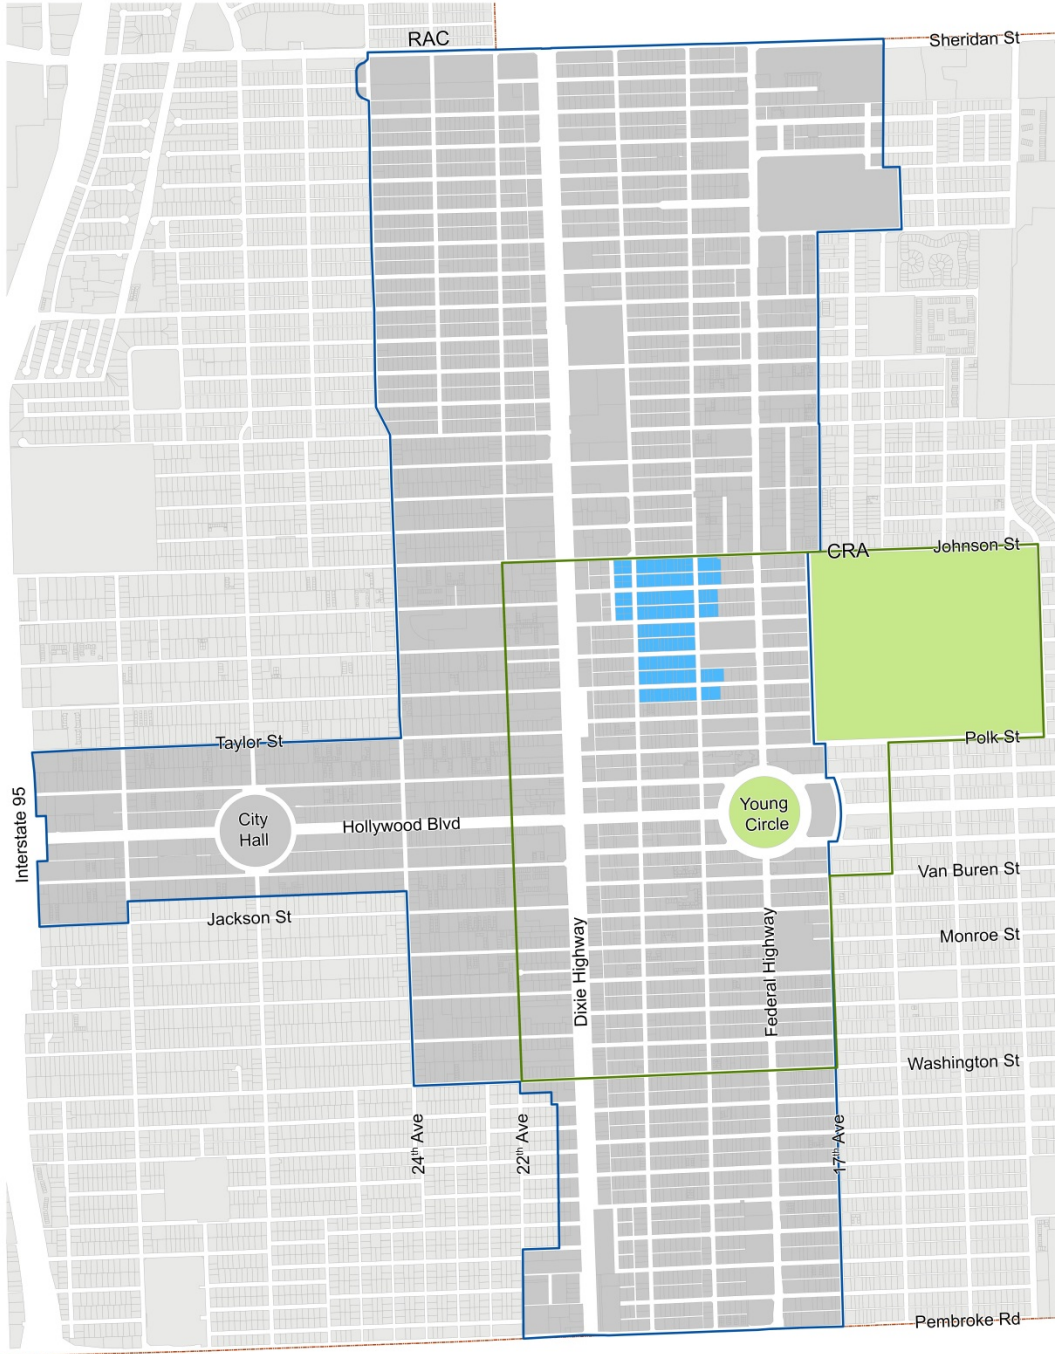 RAC
Sheridan St
CRA
Johnson St
Taylor St
Polk St
Interstate 95
City
Hall
Hollywood Blvd
Young
Circle
Van Buren St
Jackson St
Dixie Highway
Federal Highway
Monroe St
Washington St
24th Ave
22th Ave
17th Ave
Pembroke Rd